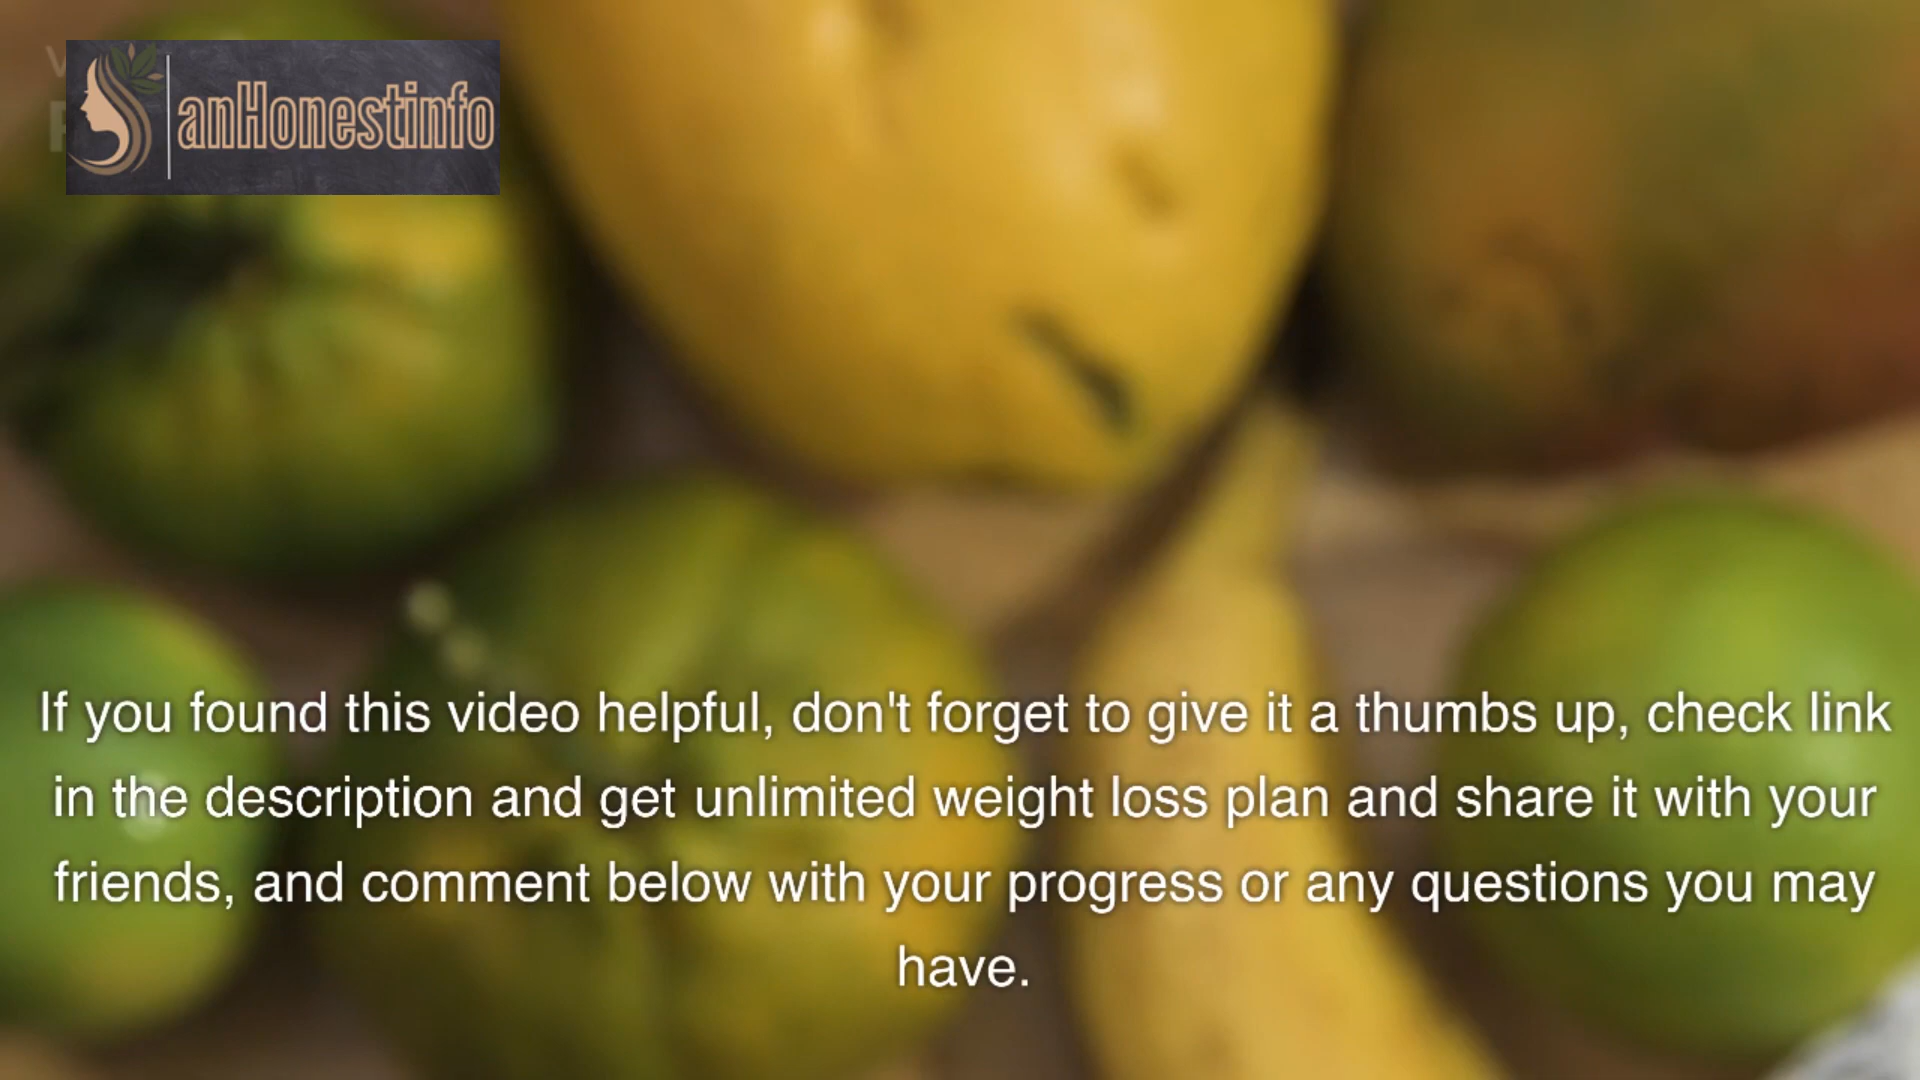 anHonestinfo
If you found this video helpful, don't forget to give it a thumbs up, check link
in the description and get unlimited weight loss plan and share it with your
friends, and comment below with your progress or any questions you may
have.